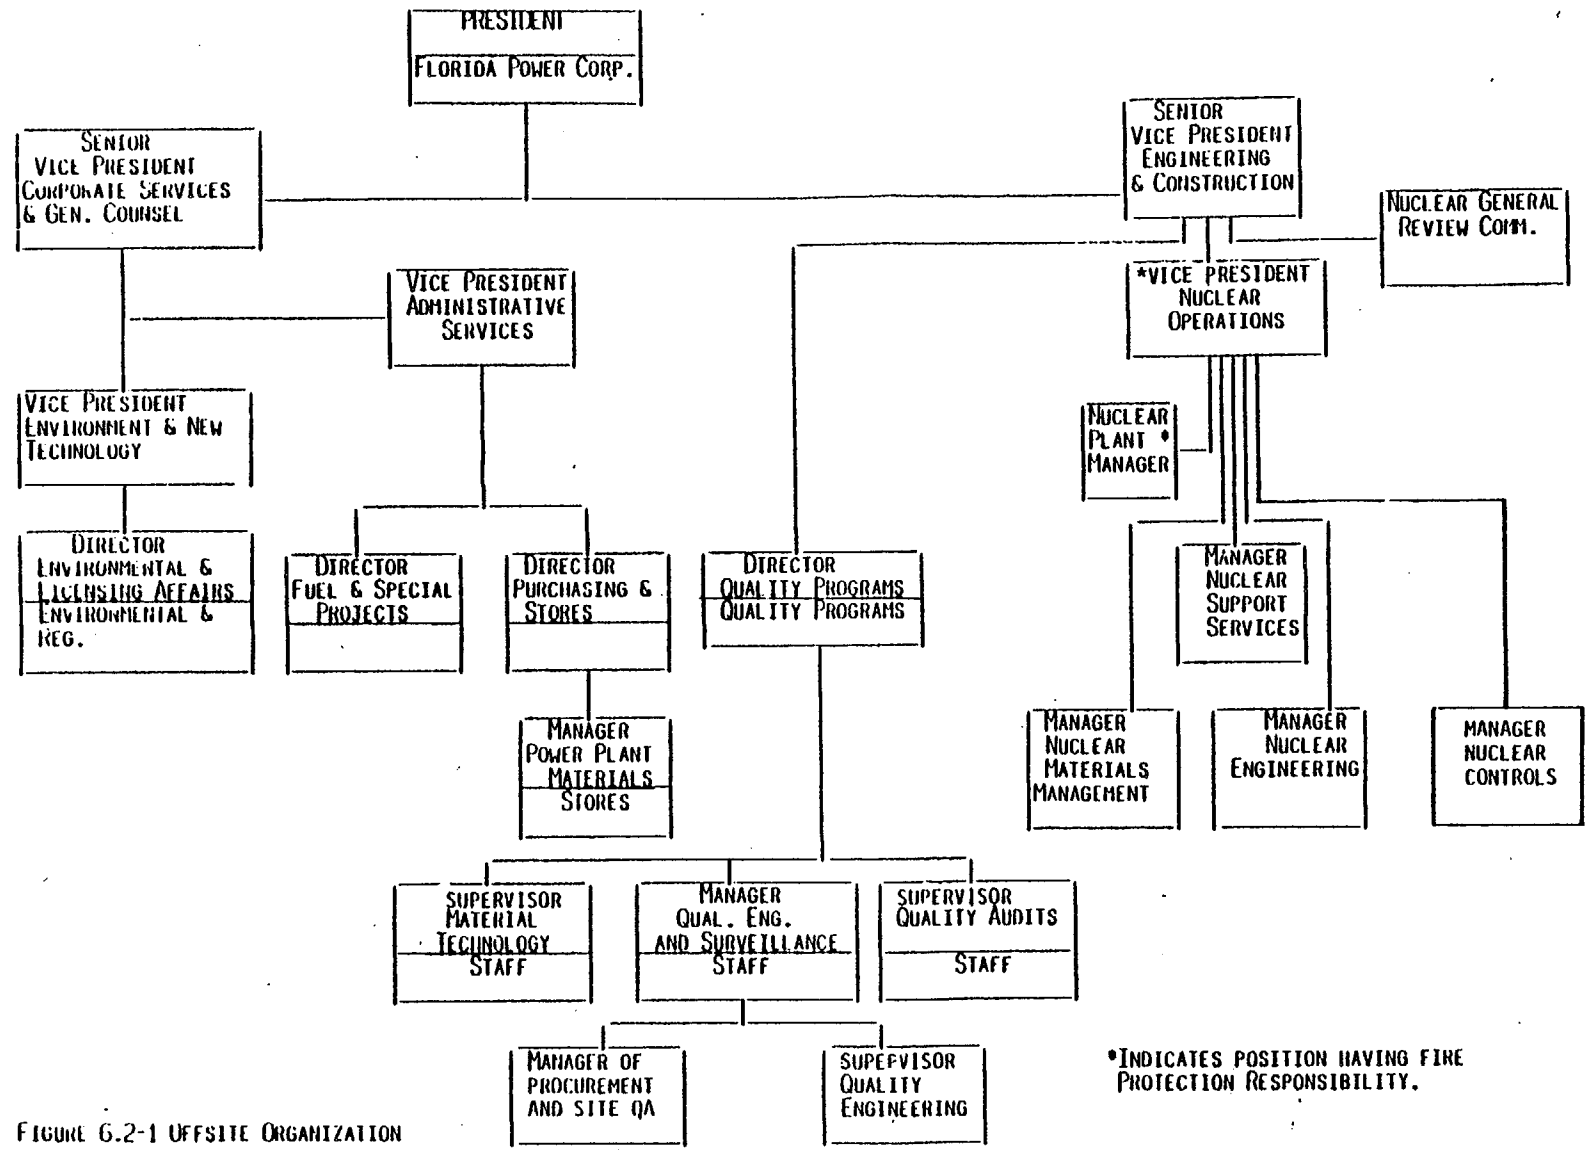 PRESIDENT
FLORIDA POWER CORP.
SENIOR
VICE PRESIDENT
CORPORATE SERVICES
& GEN. COUNSEL
SENIOR
VICE PRESIDENT
ENGINEERING
& CONSTRUCTION
NUCLEAR GENERAL
REVIEW COMM.
VICE PRESIDENT
ADMINISTRATIVE
SERVICES
*VICE PRESIDENT
NUCLEAR
OPERATIONS
VICE PRESIDENT
ENVIRONMENT & NEW
TECHNOLOGY
NUCLEAR
PLANT *
MANAGER
DIRECTOR
ENVIRONMENTAL &
LICENSING AFFAIRS
ENVIRONMENTAL &
REG.
DIRECTOR
FUEL & SPECIAL
PROJECTS
DIRECTOR
PURCHASING &
STORES
DIRECTOR
QUALITY PROGRAMS
QUALITY PROGRAMS
MANAGER
NUCLEAR
SUPPORT
SERVICES
MANAGER
POWER PLANT
MATERIALS
STORES
MANAGER
NUCLEAR
MATERIALS
MANAGEMENT
MANAGER
NUCLEAR
ENGINEERING
MANAGER
NUCLEAR
CONTROLS
SUPERVISOR
MATERIAL
TECHNOLOGY
STAFF
MANAGER
QUAL. ENG.
AND SURVEILLANCE
STAFF
SUPERVISOR
QUALITY AUDITS
STAFF
MANAGER OF
PROCUREMENT
AND SITE QA
SUPERVISOR
QUALITY
ENGINEERING
*INDICATES POSITION HAVING FIRE
PROTECTION RESPONSIBILITY.
FIGURE 6.2-1 OFFSITE ORGANIZATION